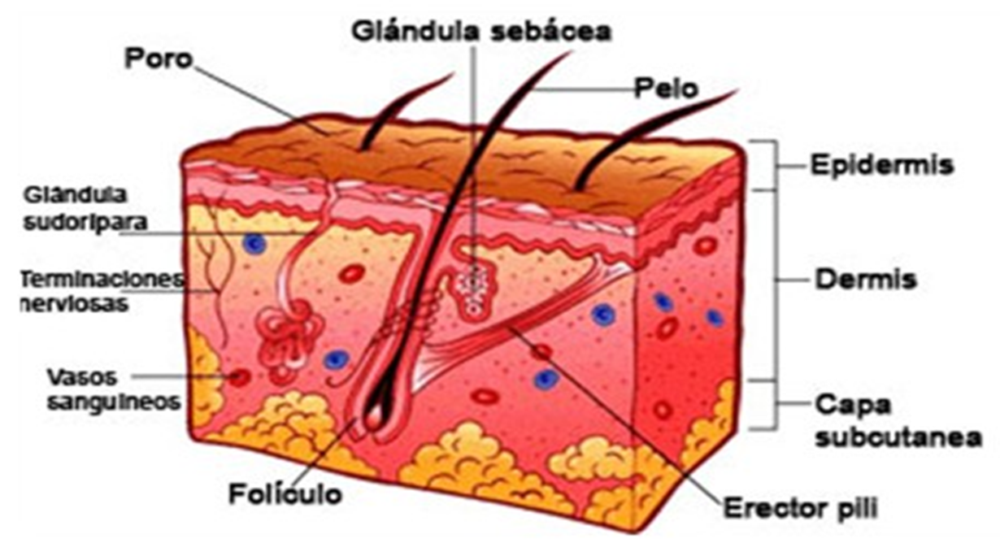 Glándula sebácea
Poro
Pelo
Epidermis
Glándula
sudoripara
Terminaciones
nerviosas
Dermis
Vasos
sanguineos
Capa
subcutanea
Folículo
Erector pili